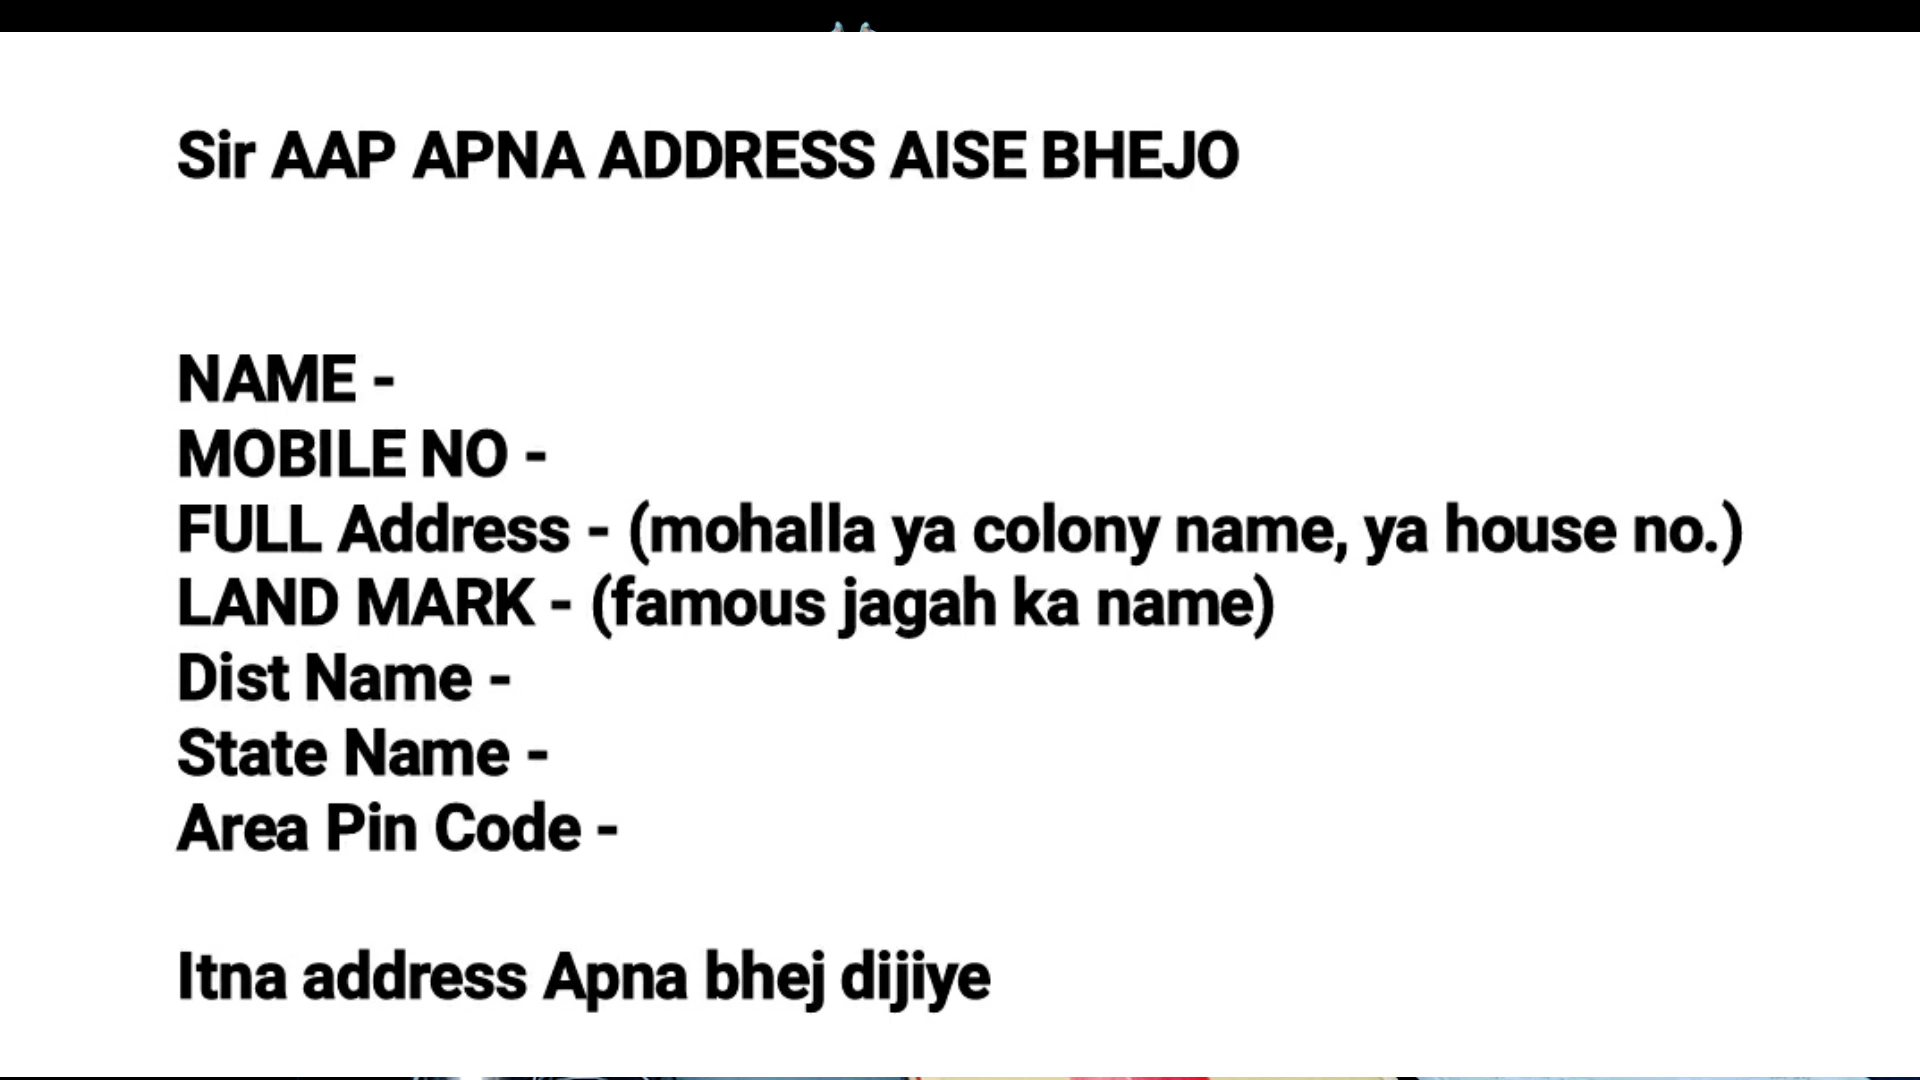 Sir AAP APNA ADDRESS AISE BHEJO
NAME -
MOBILE NO -
FULL Address - (mohalla ya colony name, ya house no.)
LAND MARK - (famous jagah ka name)
Dist Name -
State Name -
Area Pin Code -
Itna address Apna bhej dijiye